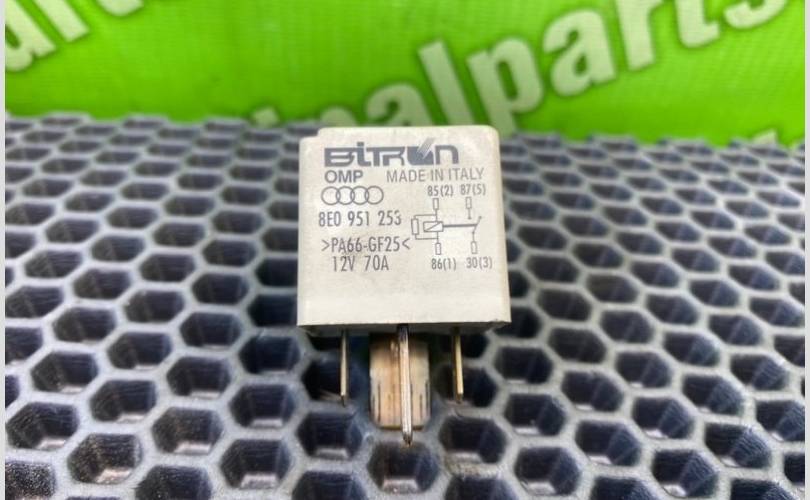 inalparts
BITRON
OMP MADE IN ITALY
85(2) 87(5)
8E0 951 253
>PA66-GF25<
12V 70A
86(1) 30(3)